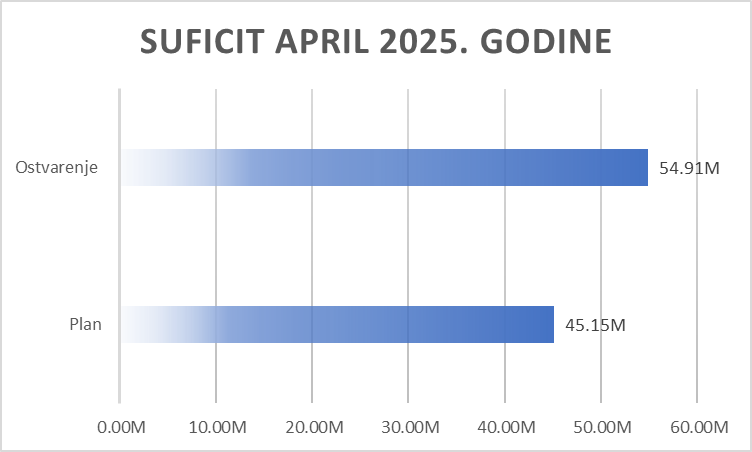 SUFICIT APRIL 2025. GODINE
Ostvarenje
54.91M
Plan
45.15M
0.00M 10.00M 20.00M 30.00M 40.00M 50.00M 60.00M